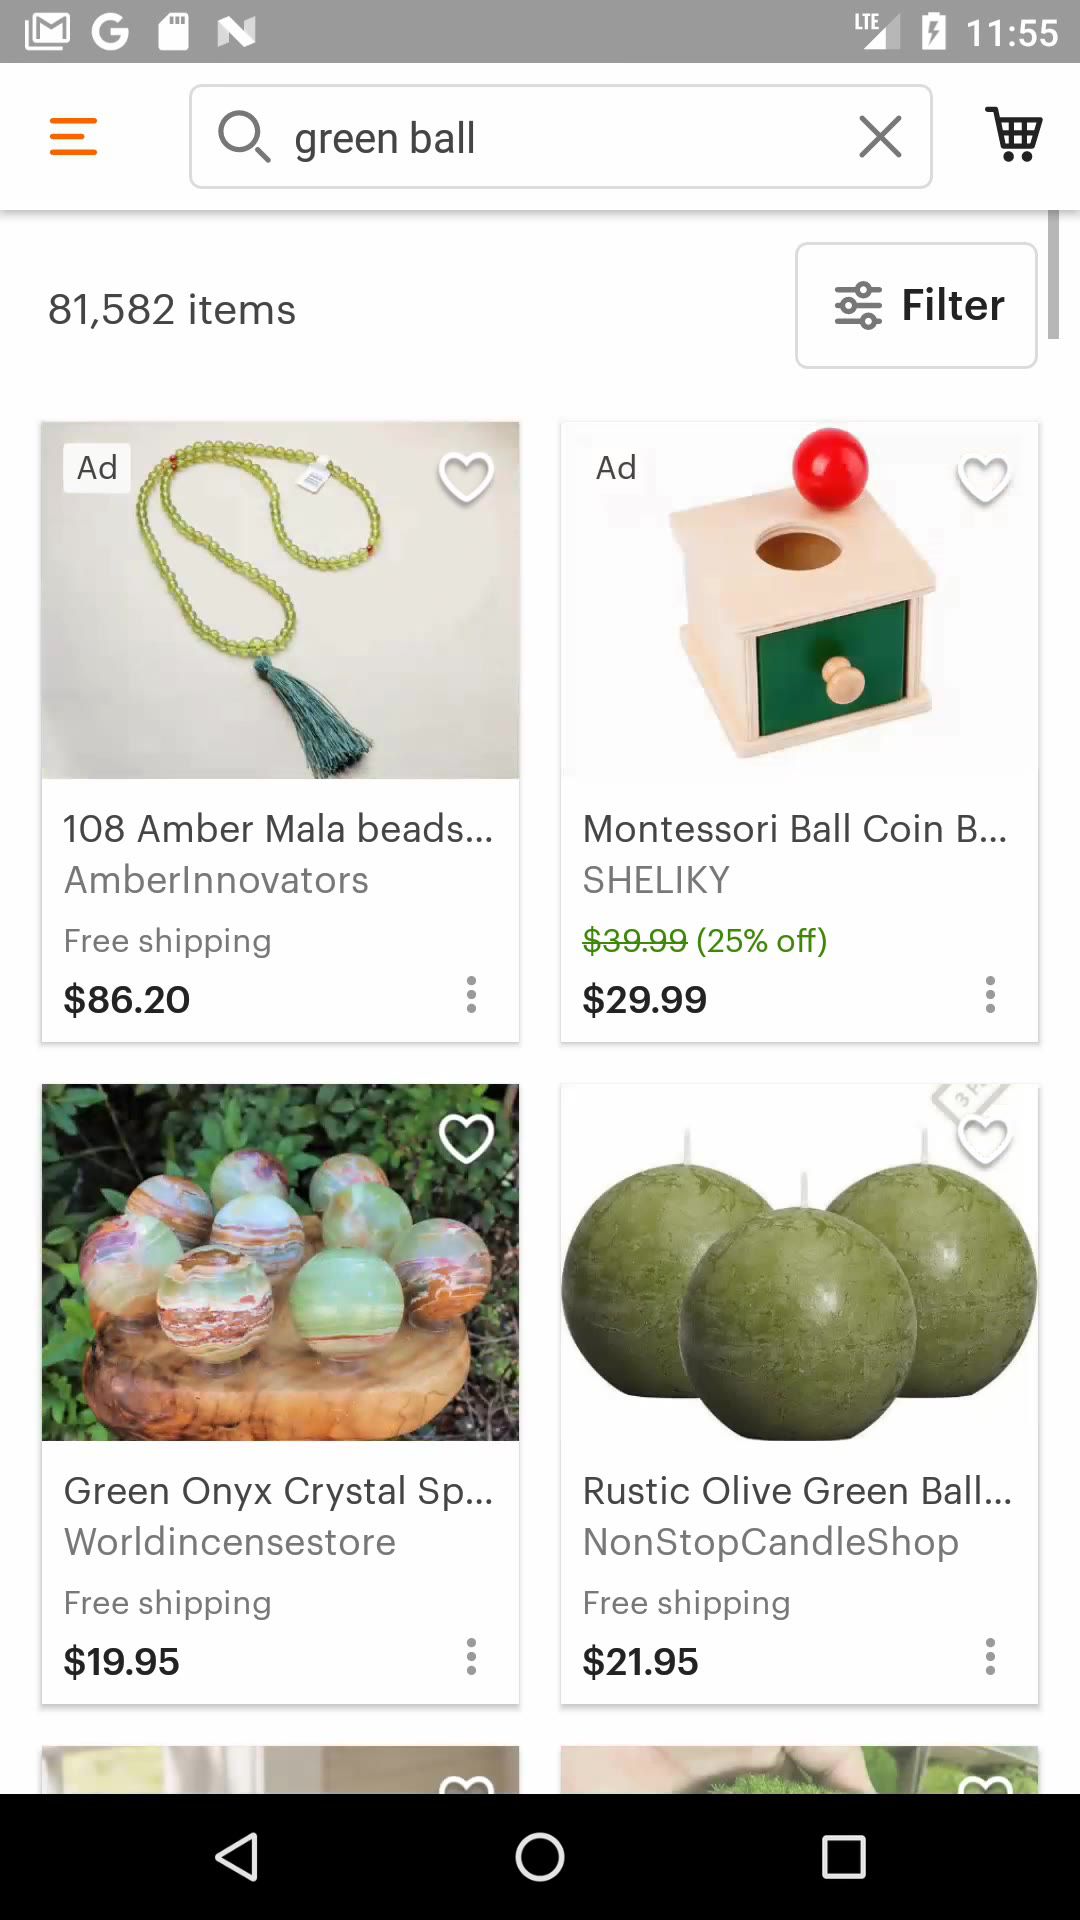 LTE 11:55
green ball
81,582 items
Filter
Ad
Ad
108 Amber Mala beads...
AmberInnovators
Free shipping
$86.20
Montessori Ball Coin B...
SHELIKY
$39.99 (25% off)
$29.99
Green Onyx Crystal Sp...
Worldincensestore
Free shipping
$19.95
3
Rustic Olive Green Ball...
NonStopCandleShop
Free shipping
$21.95